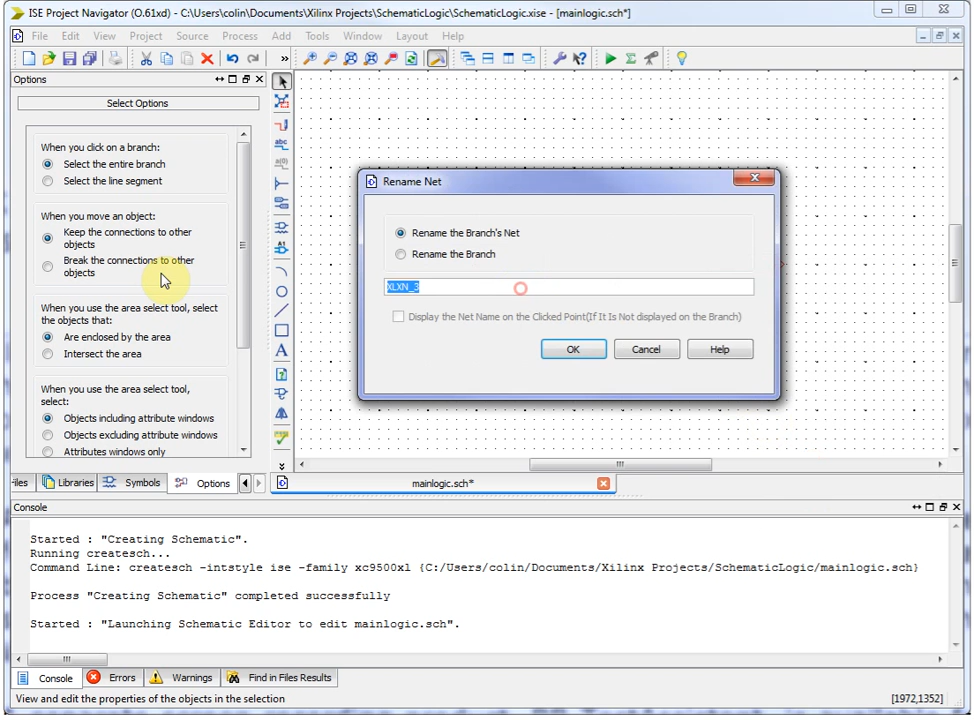 ISE Project Navigator (O.61xd) - C:\Users\colin\Documents\Xilinx Projects\SchematicLogic\SchematicLogic.xise - [mainlogic.sch*]
File Edit View Project Source Process Add Tools Window Layout Help
Options
Select Options
When you click on a branch:
Select the entire branch
Select the line segment
When you move an object:
Keep the connections to other
objects
Break the connections to other
objects
When you use the area select tool, select
the objects that:
Are enclosed by the area
Intersect the area
When you use the area select tool,
select:
Objects including attribute windows
Objects excluding attribute windows
Attributes windows only
Rename Net
Rename the Branch's Net
Rename the Branch
XLXN_3
Display the Net Name on the Clicked Point(If It Is Not displayed on the Branch)
OK Cancel Help
iles Libraries Symbols Options
mainlogic.sch*
Console
Started : "Creating Schematic".
Running createsch...
Command Line: createsch -intstyle ise -family xc9500xl {C:/Users/colin/Documents/Xilinx Projects/SchematicLogic/mainlogic.sch}
Process "Creating Schematic" completed successfully
Started : "Launching Schematic Editor to edit mainlogic.sch".
Console Errors Warnings Find in Files Results
View and edit the properties of the objects in the selection
[1972,1352]